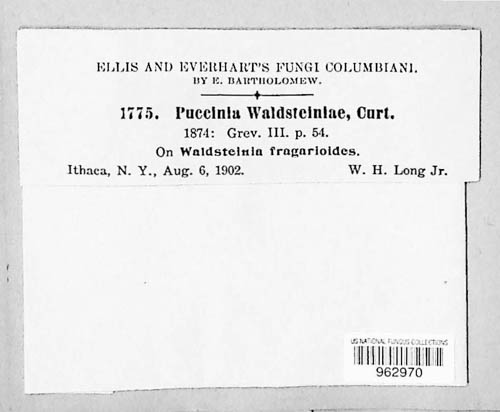 ELLIS AND EVERHART'S FUNGI COLUMBIANI.
BY E. BARTHOLOMEW.
1775. Puccinia Waldsteiniae, Curt.
1874: Grev. III. p. 54.
On Waldsteinia fragarioides.
Ithaca, N. Y., Aug. 6, 1902. W. H. Long Jr.
US NATIONAL FUNGUS COLLECTIONS
962970